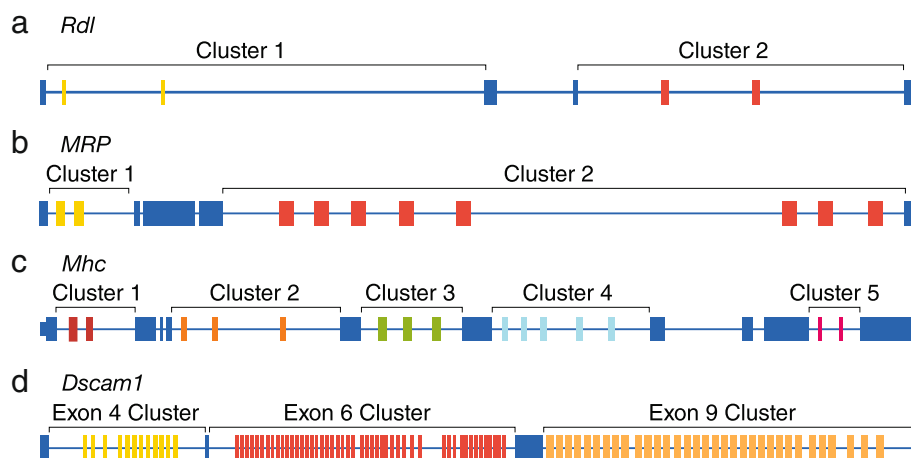 a Rdl
Cluster 1 Cluster 2
b MRP
Cluster 1 Cluster 2
c Mhc
Cluster 1 Cluster 2 Cluster 3 Cluster 4 Cluster 5
d Dscam1
Exon 4 Cluster Exon 6 Cluster Exon 9 Cluster